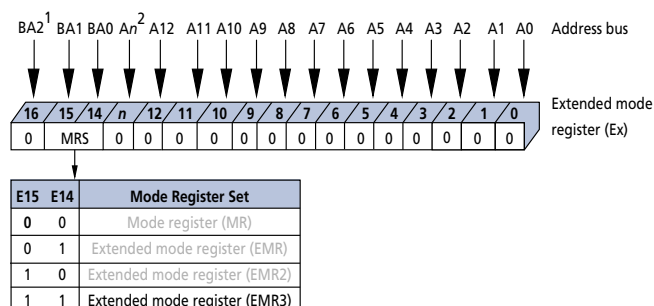 BA2¹ BA1 BA0 An² A12 A11 A10 A9 A8 A7 A6 A5 A4 A3 A2 A1 A0 Address bus
16 15 14 n 12 11 10 9 8 7 6 5 4 3 2 1 0 Extended mode
register (Ex)
0 MRS 0 0 0 0 0 0 0 0 0 0 0 0 0 0
E15 E14 Mode Register Set
0 0 Mode register (MR)
0 1 Extended mode register (EMR)
1 0 Extended mode register (EMR2)
1 1 Extended mode register (EMR3)